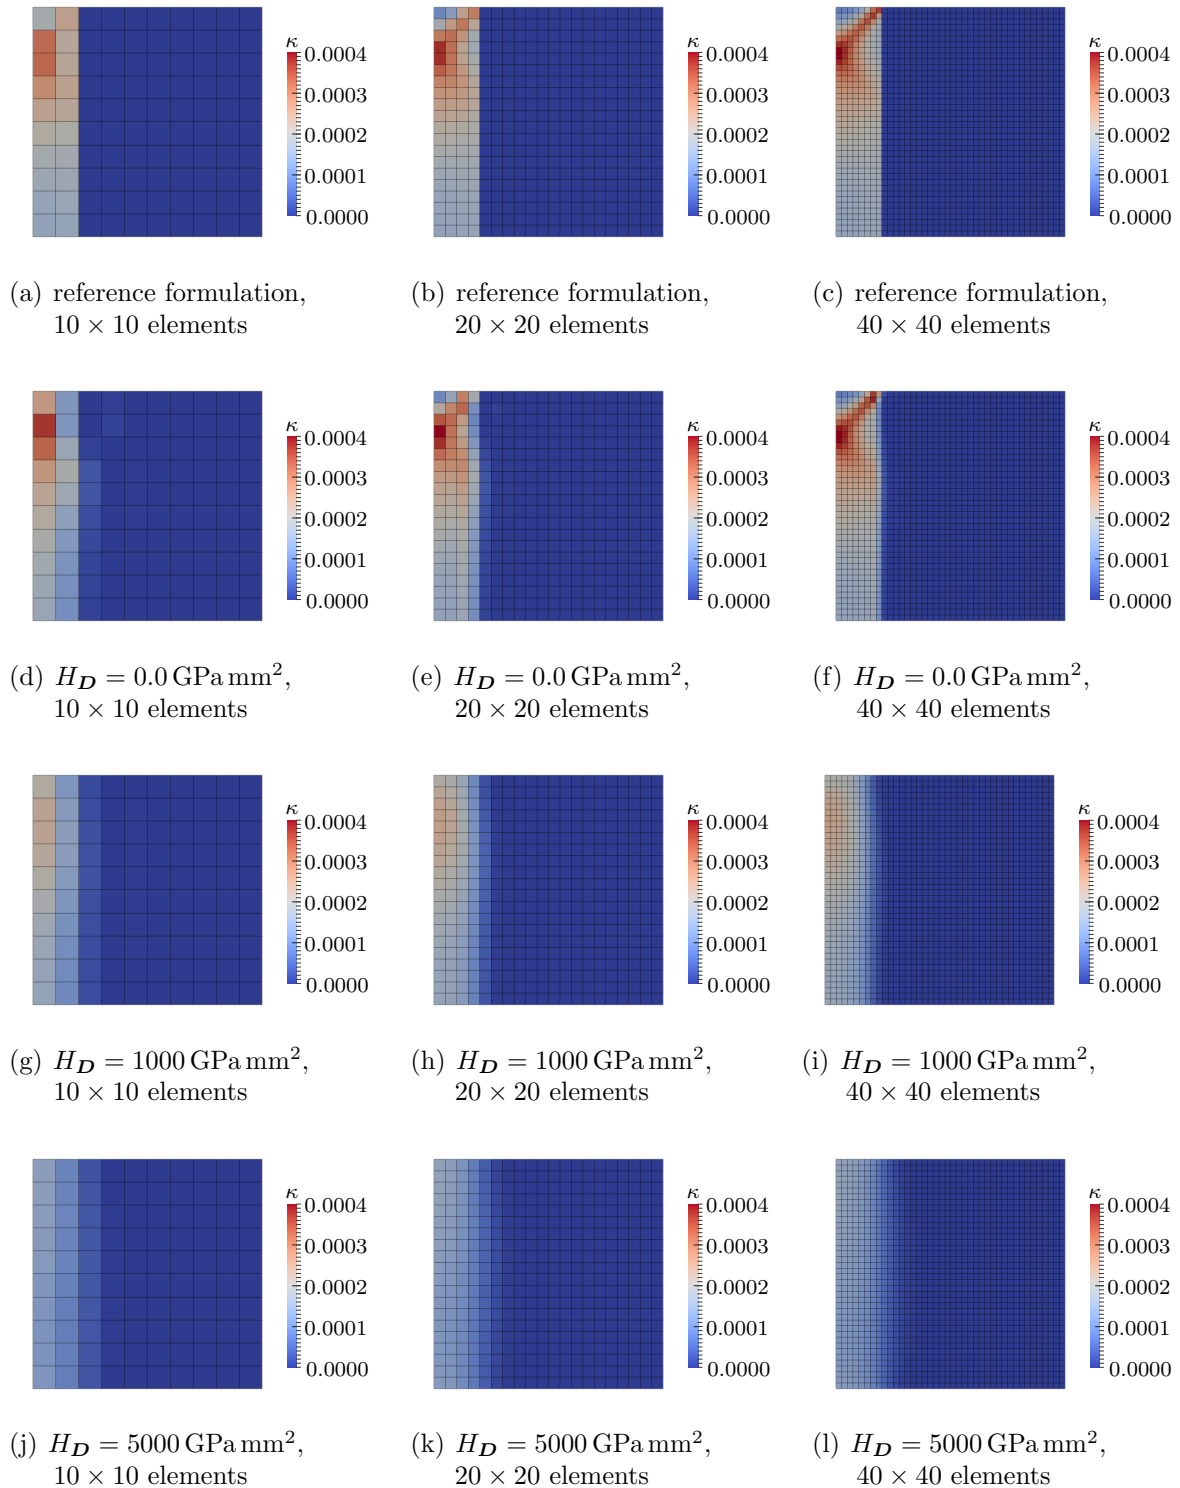 κ κ κ
0.0004 0.0004 0.0004
0.0003 0.0003 0.0003
0.0002 0.0002 0.0002
0.0001 0.0001 0.0001
0.0000 0.0000 0.0000
(a) reference formulation, (b) reference formulation, (c) reference formulation,
10 × 10 elements 20 × 20 elements 40 × 40 elements
κ κ κ
0.0004 0.0004 0.0004
0.0003 0.0003 0.0003
0.0002 0.0002 0.0002
0.0001 0.0001 0.0001
0.0000 0.0000 0.0000
(d) H_D = 0.0 GPa mm², (e) H_D = 0.0 GPa mm², (f) H_D = 0.0 GPa mm²,
10 × 10 elements 20 × 20 elements 40 × 40 elements
κ κ κ
0.0004 0.0004 0.0004
0.0003 0.0003 0.0003
0.0002 0.0002 0.0002
0.0001 0.0001 0.0001
0.0000 0.0000 0.0000
(g) H_D = 1000 GPa mm², (h) H_D = 1000 GPa mm², (i) H_D = 1000 GPa mm²,
10 × 10 elements 20 × 20 elements 40 × 40 elements
κ κ κ
0.0004 0.0004 0.0004
0.0003 0.0003 0.0003
0.0002 0.0002 0.0002
0.0001 0.0001 0.0001
0.0000 0.0000 0.0000
(j) H_D = 5000 GPa mm², (k) H_D = 5000 GPa mm², (l) H_D = 5000 GPa mm²,
10 × 10 elements 20 × 20 elements 40 × 40 elements